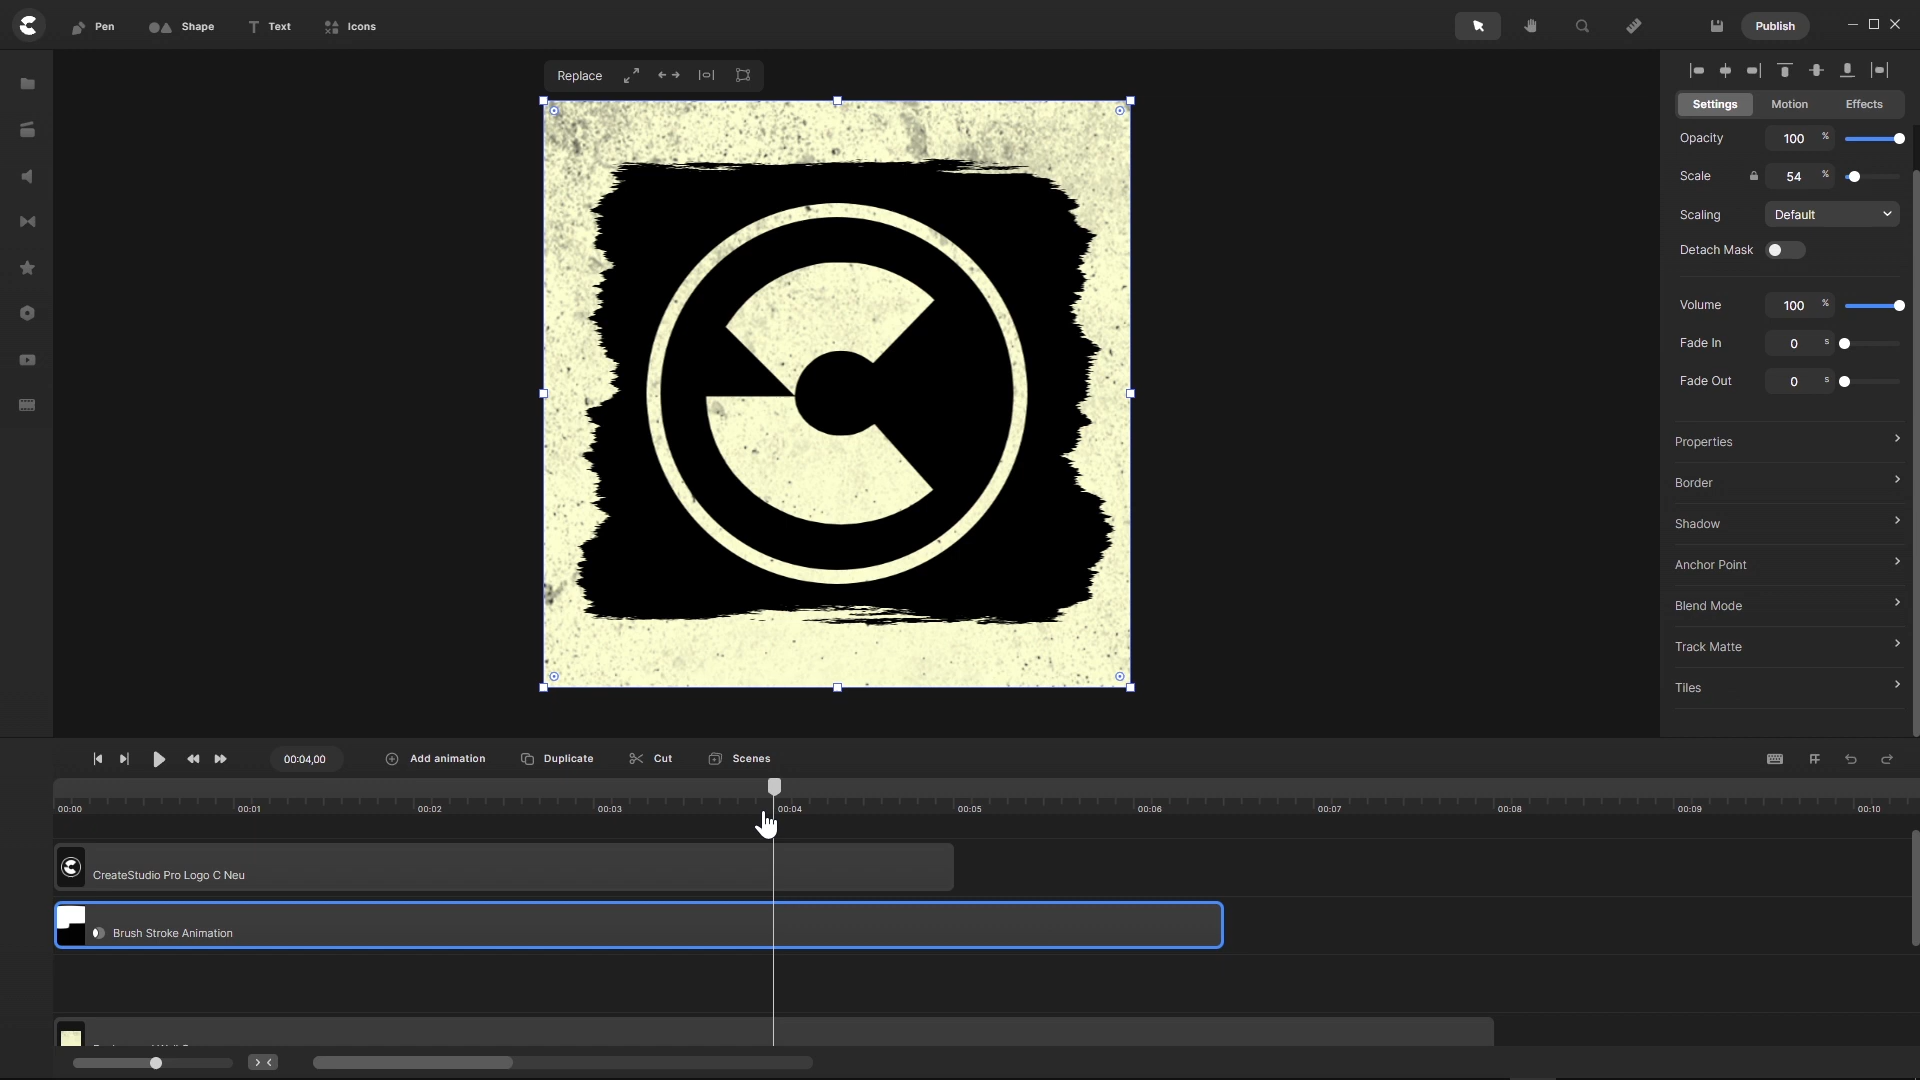 Pen
Shape
Text
Icons
Publish
Replace
Settings Motion Effects
Opacity 100 %
Scale 54 %
Scaling Default
Detach Mask
Volume 100 %
Fade In 0 s
Fade Out 0 s
Properties
Border
Shadow
Anchor Point
Blend Mode
Track Matte
Tiles
00:04,00 Add animation Duplicate Cut Scenes
00:00 00:01 00:02 00:03 00:04 00:05 00:06 00:07 00:08 00:09 00:10
CreateStudio Pro Logo C Neu
Brush Stroke Animation